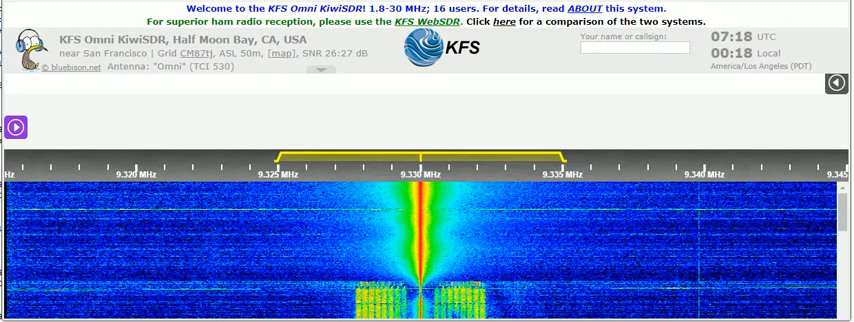 Welcome to the KFS Omni KiwiSDR! 1.8-30 MHz; 16 users. For details, read ABOUT this system.
For superior ham radio reception, please use the KFS WebSDR. Click here for a comparison of the two systems.
KFS Omni KiwiSDR, Half Moon Bay, CA, USA
near San Francisco | Grid CM87tj, ASL 50m, [map], SNR 26:27 dB
© bluebison.net Antenna: "Omni" (TCI 530)
KFS
Your name or callsign:
07:18 UTC
00:18 Local
America/Los Angeles (PDT)
Hz 9.320 MHz 9.325 MHz 9.330 MHz 9.335 MHz 9.340 MHz 9.345